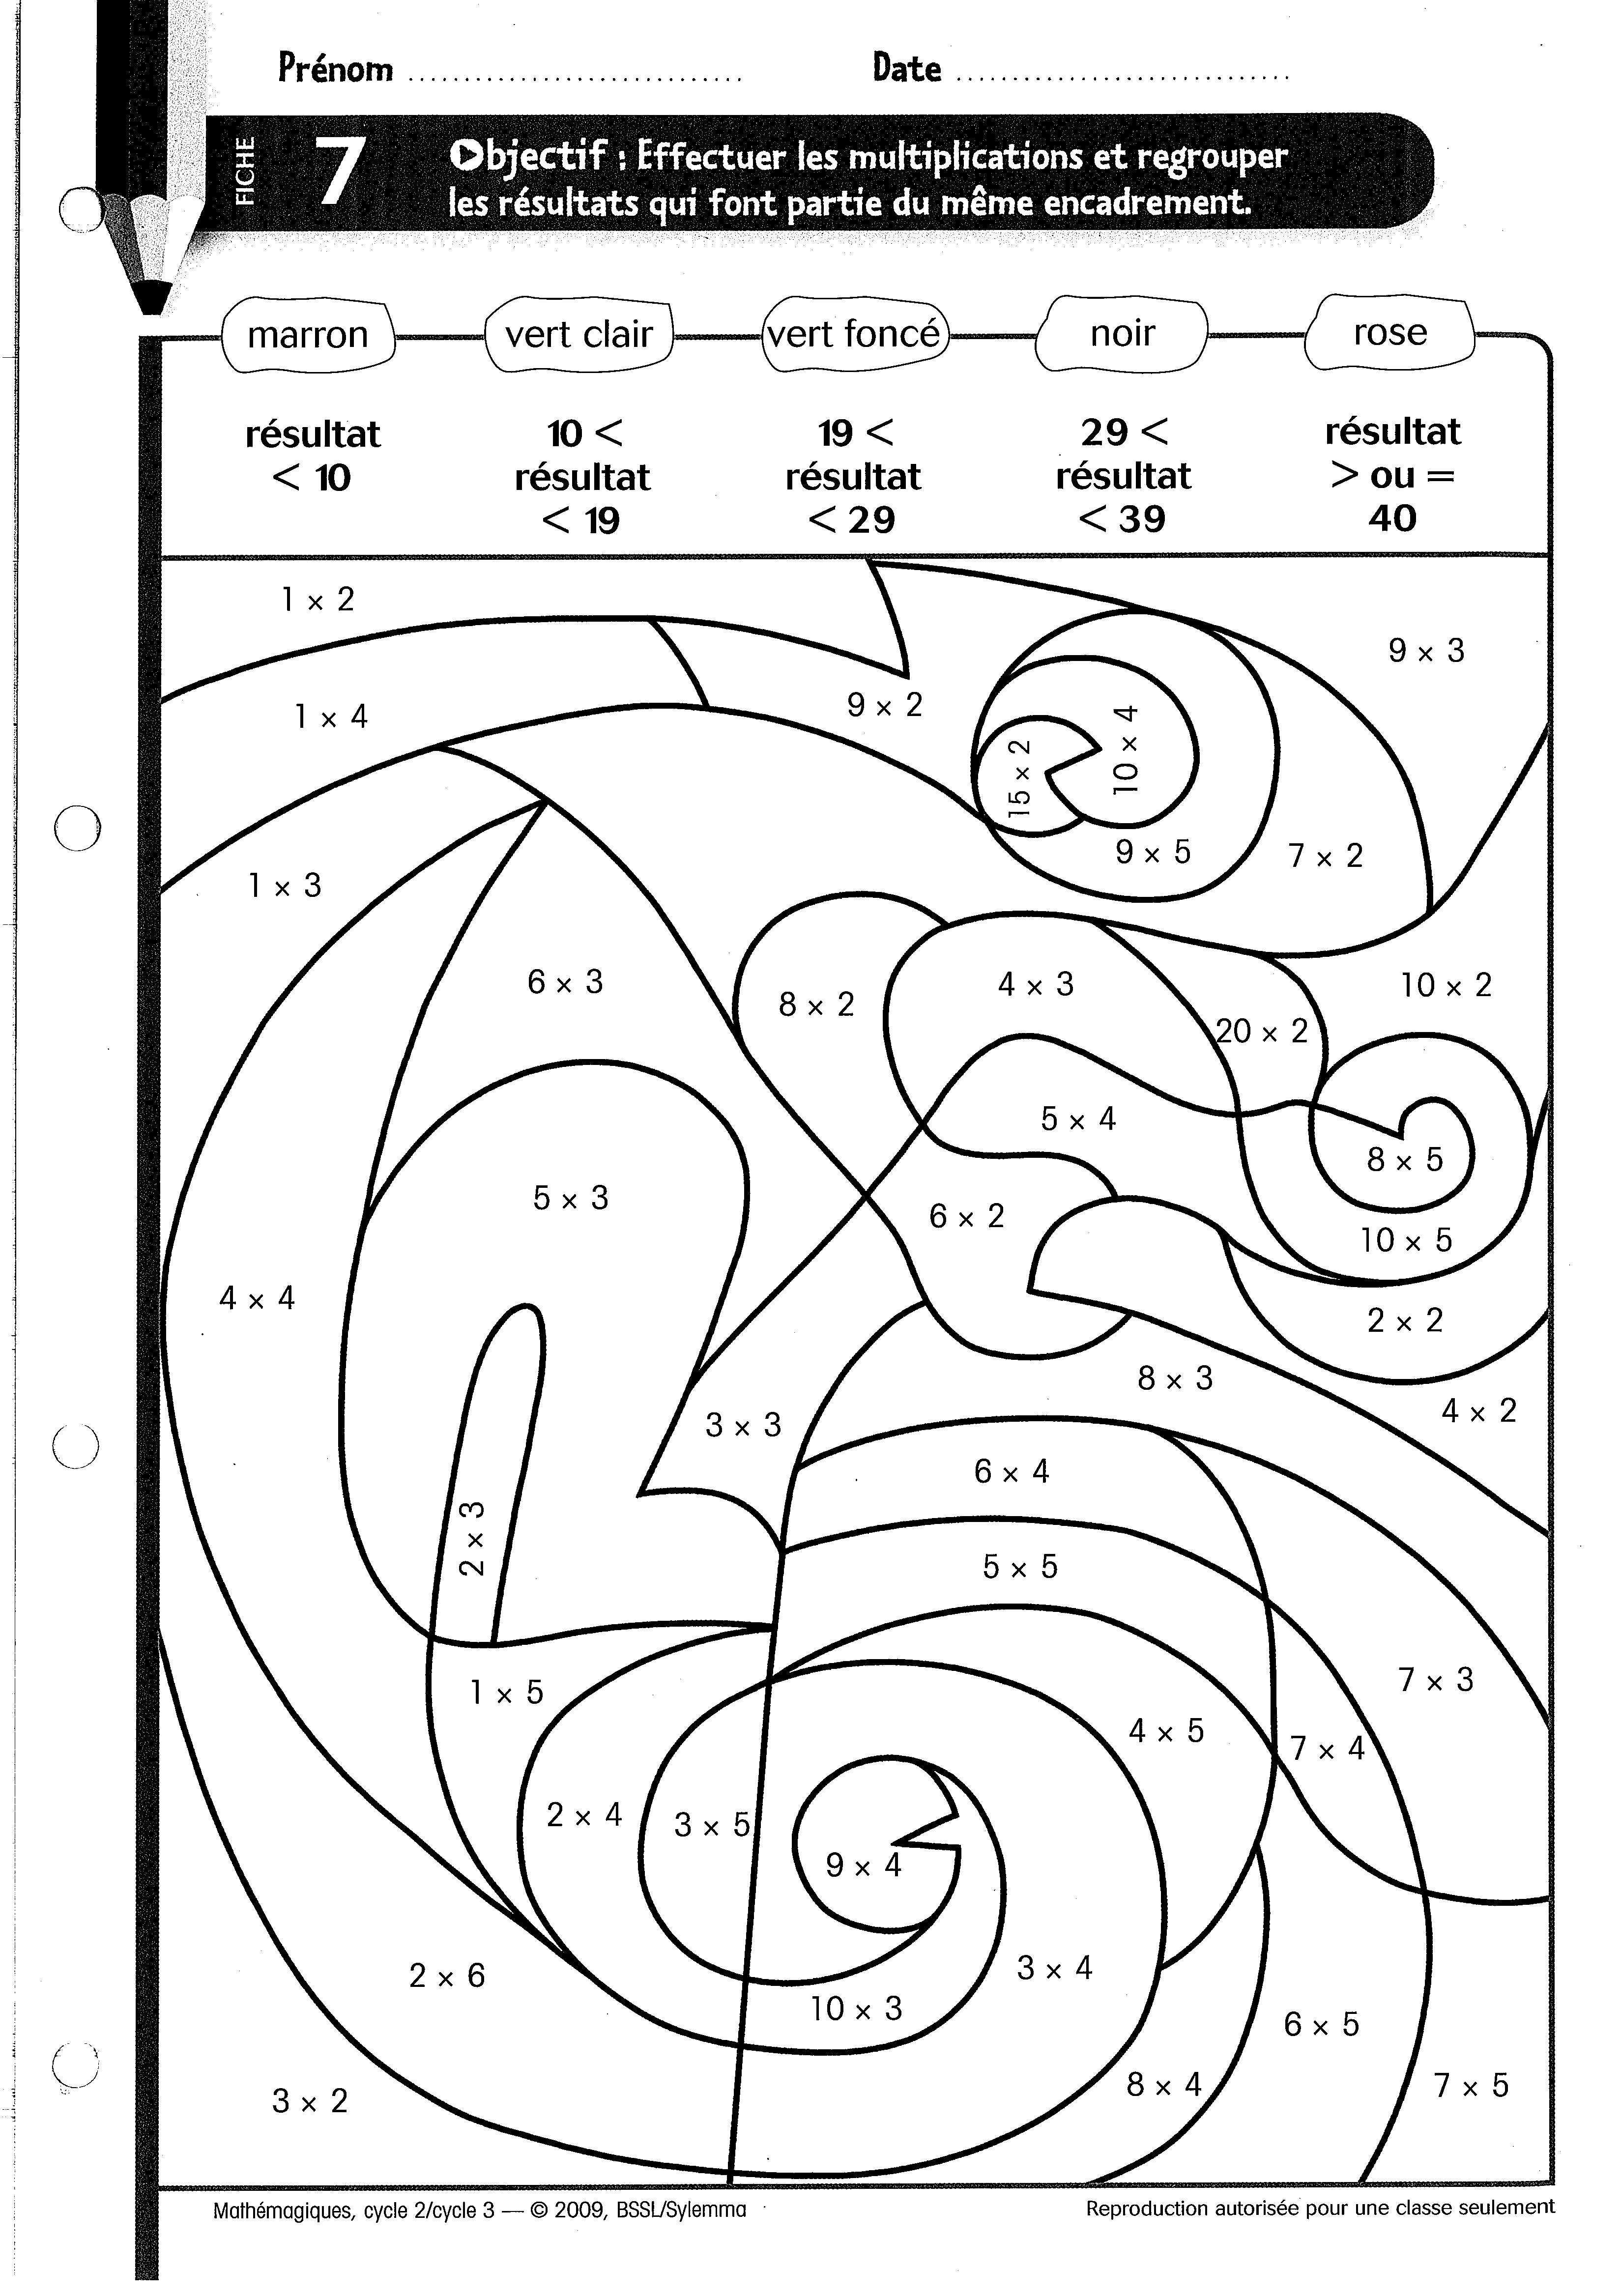 Prénom .............................. Date ..............................
FICHE 7
Objectif : Effectuer les multiplications et regrouper
les résultats qui font partie du même encadrement.
marron vert clair vert foncé noir rose
résultat
< 10
10 <
résultat
< 19
19 <
résultat
< 29
29 <
résultat
< 39
résultat
> ou =
40
1 × 2
9 × 3
1 × 4
9 × 2
15 × 2
10 × 4
9 × 5
7 × 2
1 × 3
6 × 3
8 × 2
4 × 3
10 × 2
20 × 2
5 × 4
8 × 5
5 × 3
6 × 2
10 × 5
4 × 4
2 × 2
8 × 3
4 × 2
3 × 3
6 × 4
2 × 3
5 × 5
1 × 5
7 × 3
4 × 5
7 × 4
2 × 4
3 × 5
9 × 4
2 × 6
3 × 4
10 × 3
6 × 5
3 × 2
8 × 4
7 × 5
Mathémagiques, cycle 2/cycle 3 — © 2009, BSSL/Sylemma
Reproduction autorisée pour une classe seulement